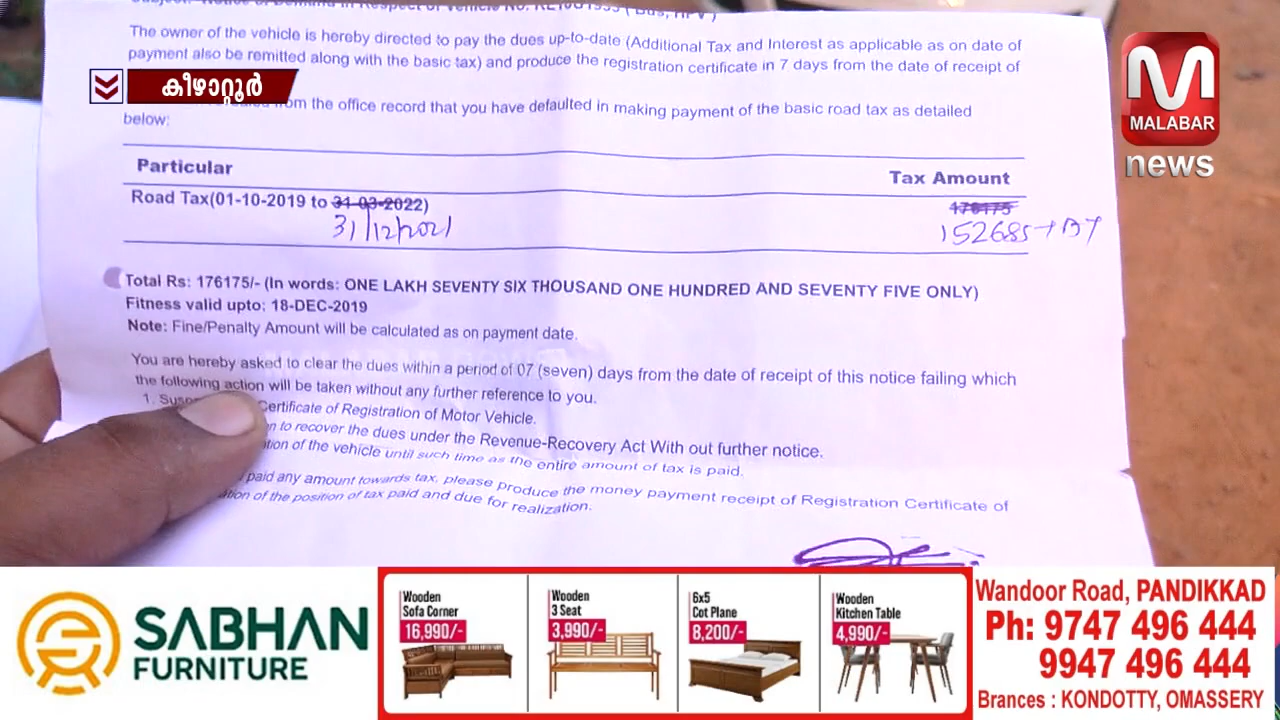 The owner of the vehicle is hereby directed to pay the dues up-to-date (Additional Tax and Interest as applicable as on date of
payment also be remitted along with the basic tax) and produce the registration certificate in 7 days from the date of receipt of
കീഴാറ്റൂർ
from the office record that you have defaulted in making payment of the basic road tax as detailed
below:
Particular Tax Amount
Road Tax(01-10-2019 to 31-03-2022) 176175
31/12/2021 152685
Total Rs: 176175/- (In words: ONE LAKH SEVENTY SIX THOUSAND ONE HUNDRED AND SEVENTY FIVE ONLY)
Fitness valid upto: 18-DEC-2019
Note: Fine/Penalty Amount will be calculated as on payment date.
You are hereby asked to clear the dues within a period of 07 (seven) days from the date of receipt of this notice failing which
the following action will be taken without any further reference to you.
1. Certificate of Registration of Motor Vehicle.
to recover the dues under the Revenue-Recovery Act With out further notice.
of the vehicle until such time as the entire amount of tax is paid.
paid any amount towards tax, please produce the money payment receipt of Registration Certificate of
of the position of tax paid and due for realization.
M
MALABAR
news
SABHAN
FURNITURE
Wooden
Sofa Corner
16,990/-
Wooden
3 Seat
3,990/-
6x5
Cot Plane
8,200/-
Wooden
Kitchen Table
4,990/-
Wandoor Road, PANDIKKAD
Ph: 9747 496 444
9947 496 444
Brances : KONDOTTY, OMASSERY